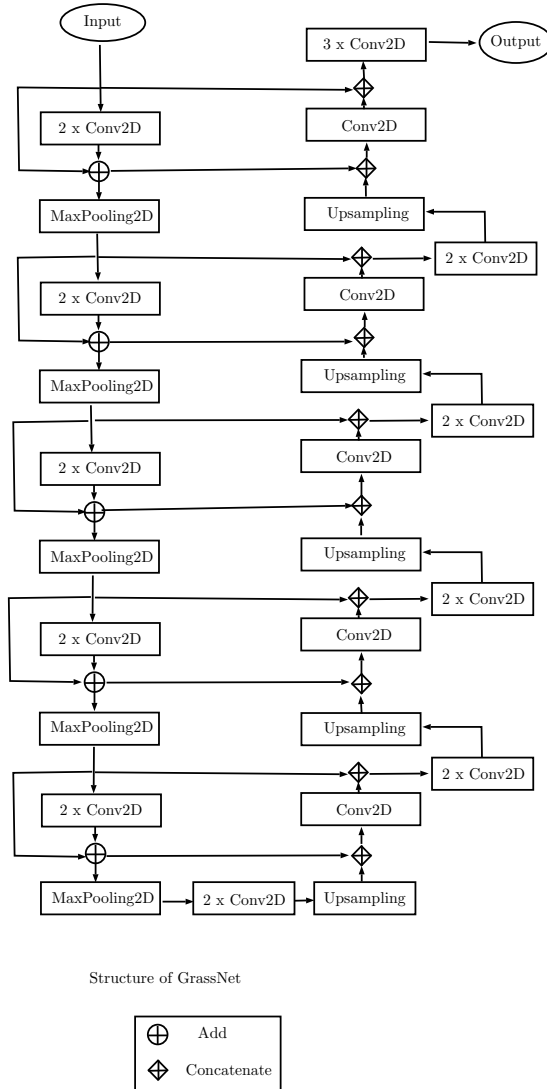 Input
3 x Conv2D
Output
2 x Conv2D
Conv2D
MaxPooling2D
Upsampling
2 x Conv2D
2 x Conv2D
Conv2D
MaxPooling2D
Upsampling
2 x Conv2D
2 x Conv2D
Conv2D
MaxPooling2D
Upsampling
2 x Conv2D
2 x Conv2D
Conv2D
MaxPooling2D
Upsampling
2 x Conv2D
2 x Conv2D
Conv2D
MaxPooling2D
2 x Conv2D
Upsampling
Structure of GrassNet
Add
Concatenate